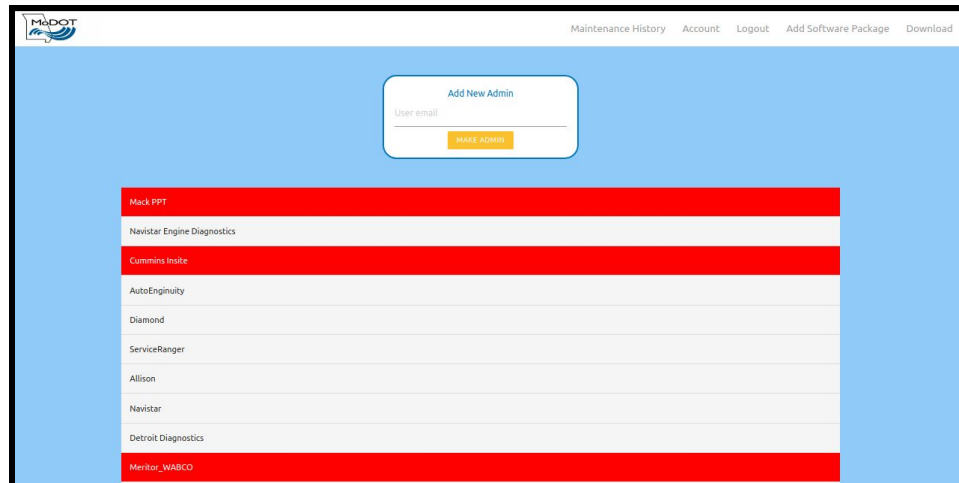 MoDOT
Maintenance History Account Logout Add Software Package Download
Add New Admin
User email
MAKE ADMIN
Mack PPT
Navistar Engine Diagnostics
Cummins Insite
AutoEnginuity
Diamond
ServiceRanger
Allison
Navistar
Detroit Diagnostics
Meritor_WABCO